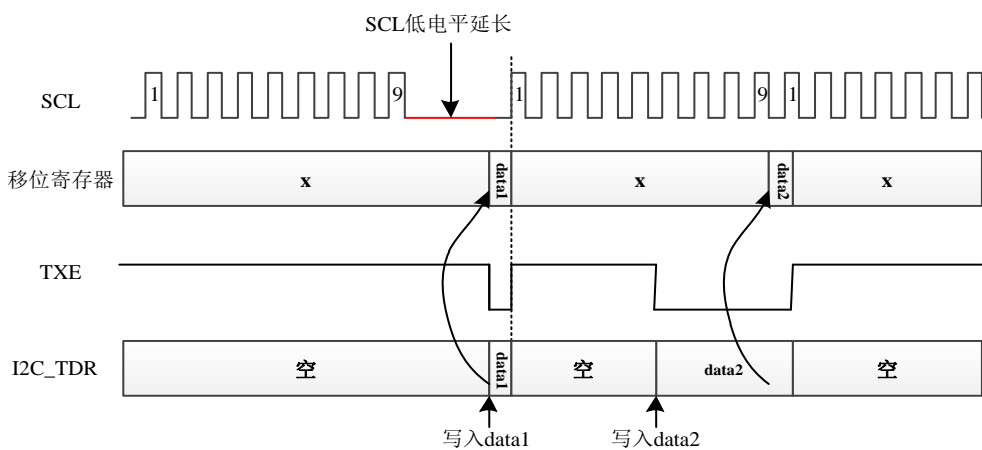 SCL低电平延长
SCL 1 9 1 9 1
移位寄存器 x data1 x data2 x
TXE
I2C_TDR 空 data1 空 data2 空
写入data1 写入data2